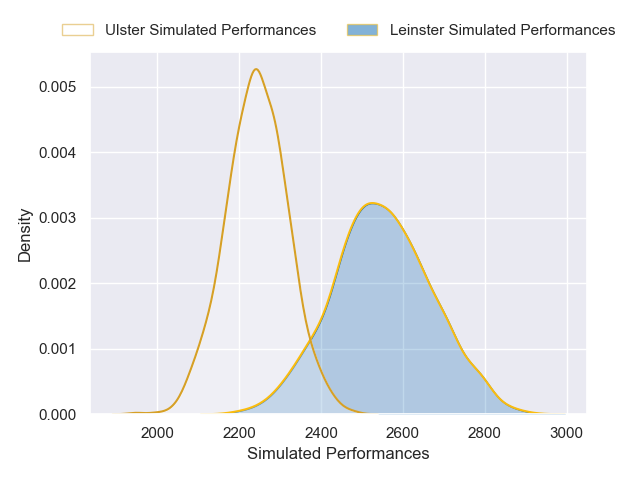 Ulster Simulated Performances Leinster Simulated Performances
0.005
0.004
0.003
0.002
0.001
0.000
Density
2000 2200 2400 2600 2800 3000
Simulated Performances